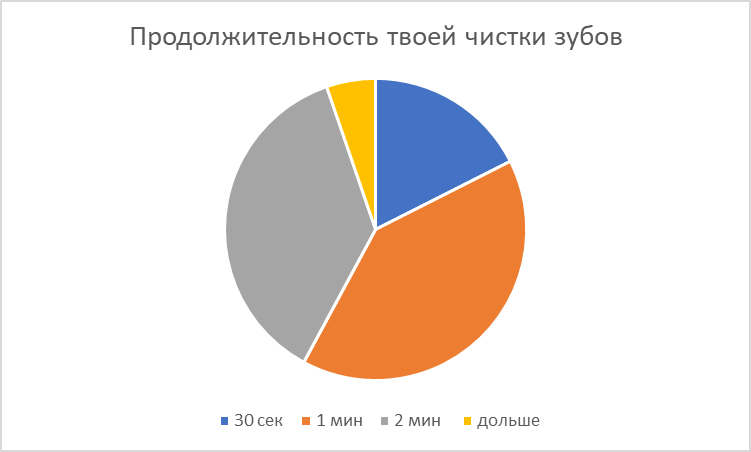 Продолжительность твоей чистки зубов
30 сек 1 мин 2 мин дольше